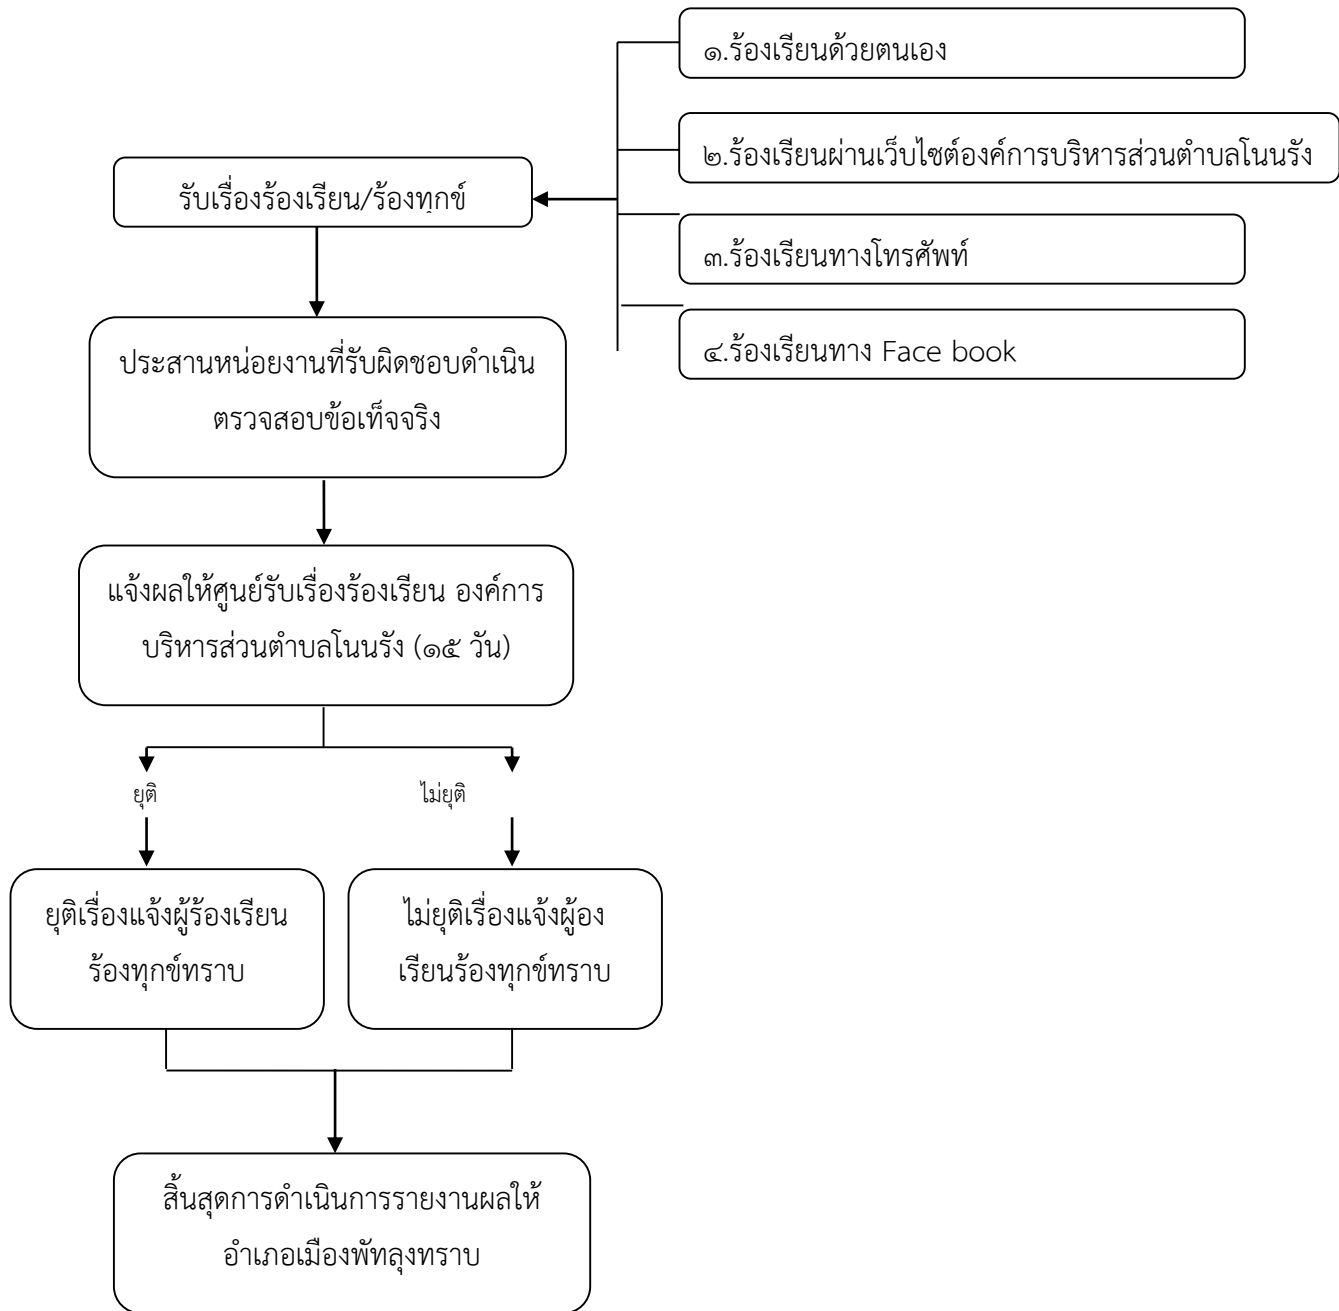 ๑.ร้องเรียนด้วยตนเอง
๒.ร้องเรียนผ่านเว็บไซต์องค์การบริหารส่วนตำบลโนนรัง
รับเรื่องร้องเรียน/ร้องทุกข์
๓.ร้องเรียนทางโทรศัพท์
๔.ร้องเรียนทาง Face book
ประสานหน่อยงานที่รับผิดชอบดำเนิน
ตรวจสอบข้อเท็จจริง
แจ้งผลให้ศูนย์รับเรื่องร้องเรียน องค์การ
บริหารส่วนตำบลโนนรัง (๑๕ วัน)
ยุติ
ไม่ยุติ
ยุติเรื่องแจ้งผู้ร้องเรียน
ร้องทุกข์ทราบ
ไม่ยุติเรื่องแจ้งผู้อง
เรียนร้องทุกข์ทราบ
สิ้นสุดการดำเนินการรายงานผลให้
อำเภอเมืองพัทลุงทราบ